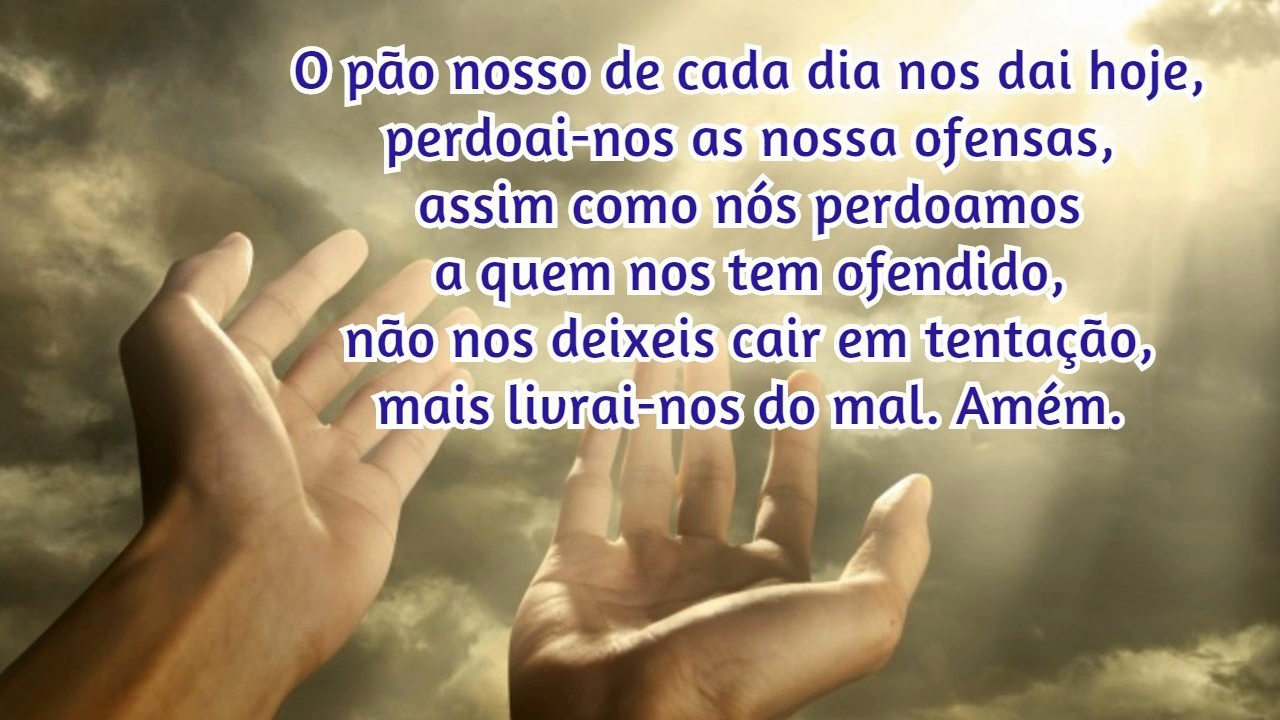 O pão nosso de cada dia nos dai hoje,
perdoai-nos as nossa ofensas,
assim como nós perdoamos
a quem nos tem ofendido,
não nos deixeis cair em tentação,
mais livrai-nos do mal. Amém.